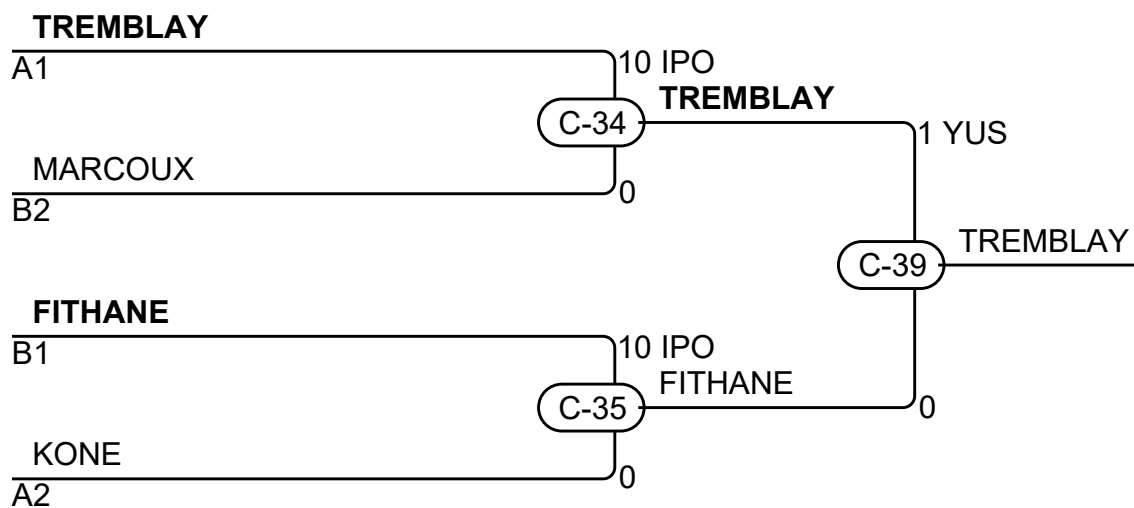 TREMBLAY
A1
10 IPO
TREMBLAY
C-34
1 YUS
MARCOUX
B2
0
TREMBLAY
C-39
FITHANE
B1
10 IPO
FITHANE
C-35
0
KONE
A2
0